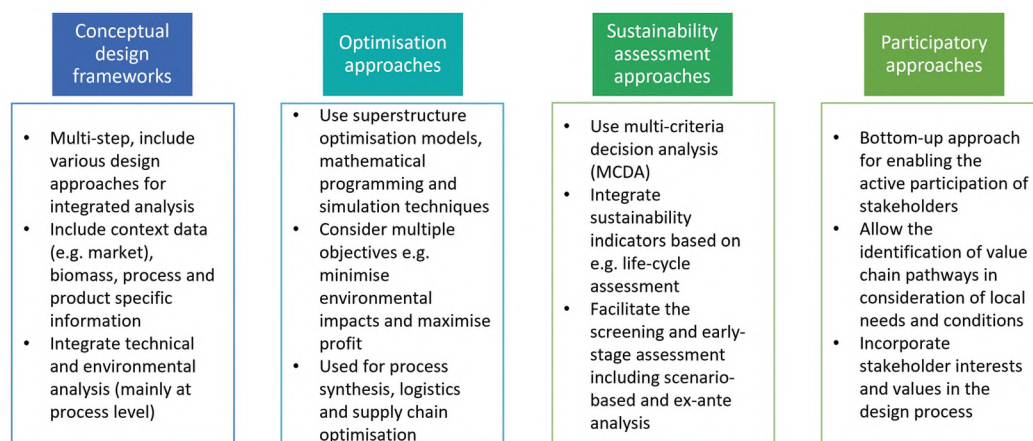 Conceptual
design
frameworks
• Multi-step, include
various design
approaches for
integrated analysis
• Include context data
(e.g. market),
biomass, process and
product specific
information
• Integrate technical
and environmental
analysis (mainly at
process level)
Optimisation
approaches
• Use superstructure
optimisation models,
mathematical
programming and
simulation techniques
• Consider multiple
objectives e.g.
minimise
environmental
impacts and maximise
profit
• Used for process
synthesis, logistics
and supply chain
optimisation
Sustainability
assessment
approaches
• Use multi-criteria
decision analysis
(MCDA)
• Integrate
sustainability
indicators based on
e.g. life-cycle
assessment
• Facilitate the
screening and early-
stage assessment
including scenario-
based and ex-ante
analysis
Participatory
approaches
• Bottom-up approach
for enabling the
active participation of
stakeholders
• Allow the
identification of value
chain pathways in
consideration of local
needs and conditions
• Incorporate
stakeholder interests
and values in the
design process